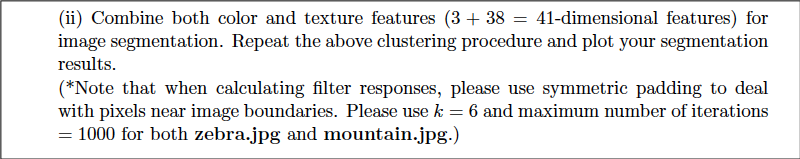 (ii) Combine both color and texture features (3 + 38 = 41-dimensional features) for
image segmentation. Repeat the above clustering procedure and plot your segmentation
results.
(*Note that when calculating filter responses, please use symmetric padding to deal
with pixels near image boundaries. Please use k = 6 and maximum number of iterations
= 1000 for both zebra.jpg and mountain.jpg.)